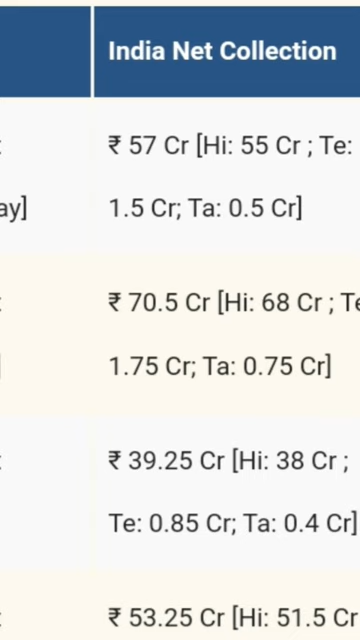 India Net Collection
₹ 57 Cr [Hi: 55 Cr ; Te:
ay] 1.5 Cr; Ta: 0.5 Cr]
₹ 70.5 Cr [Hi: 68 Cr ; Te
] 1.75 Cr; Ta: 0.75 Cr]
₹ 39.25 Cr [Hi: 38 Cr ;
Te: 0.85 Cr; Ta: 0.4 Cr]
₹ 53.25 Cr [Hi: 51.5 Cr